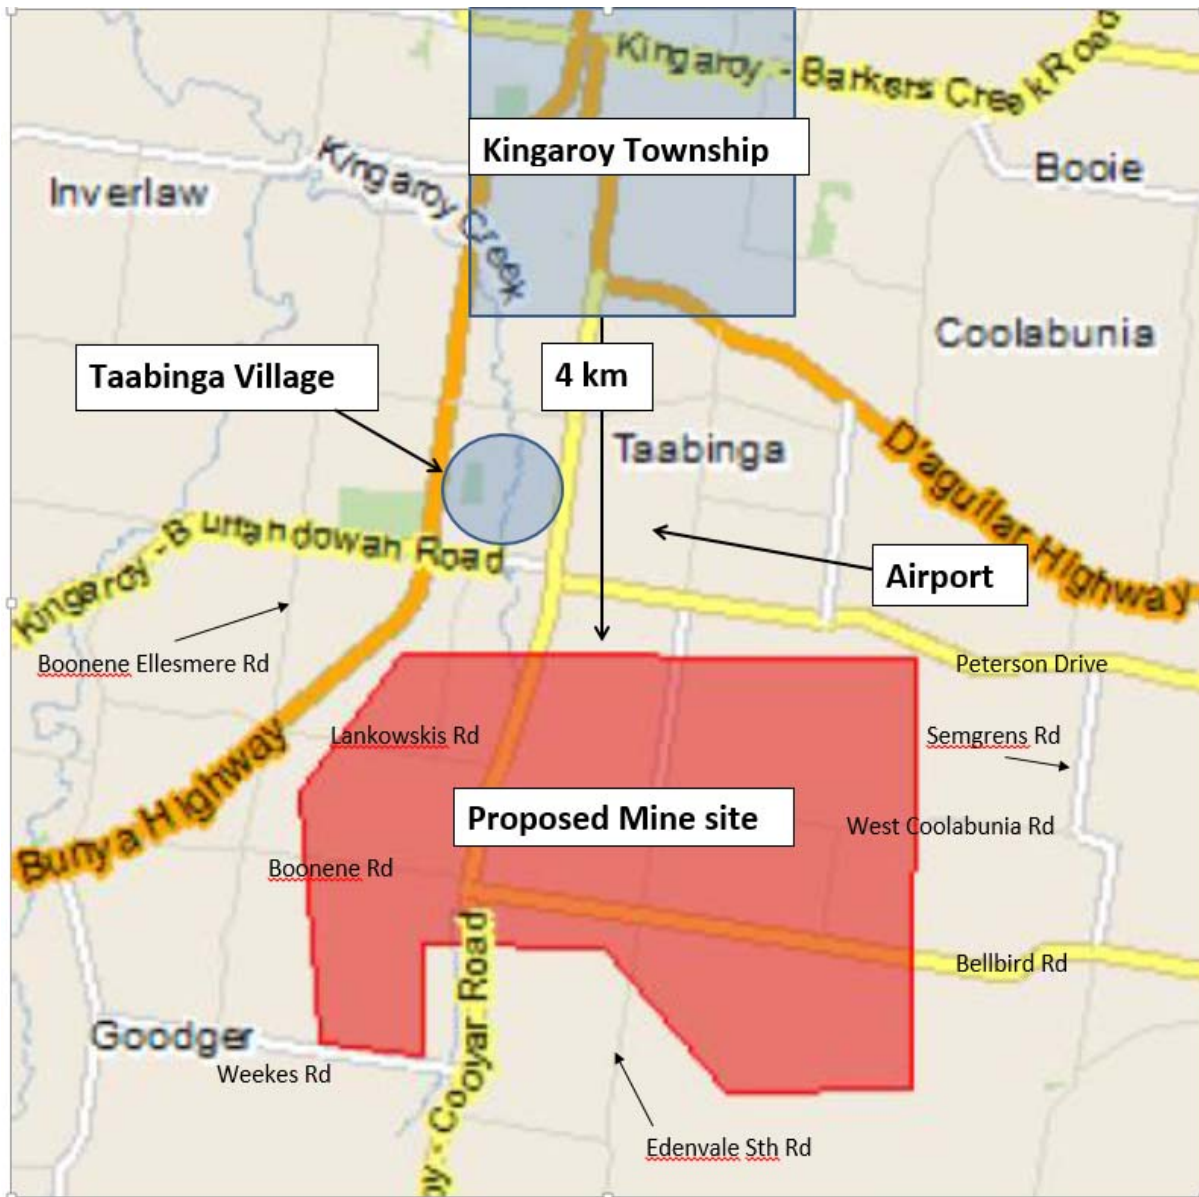 Kingaroy - Barkers Creek Road
Kingaroy Township
Booie
Inverlaw
Kingaroy Creek
Coolabunia
Taabinga Village
4 km
Taabinga
D'aguilar Highway
Kingaroy - Burrandowan Road
Airport
Boonene Ellesmere Rd
Peterson Drive
Lankowskis Rd
Semgrens Rd
Bunya Highway
Proposed Mine site
West Coolabunia Rd
Boonene Rd
Bellbird Rd
Cooyar Road
Goodger
Weekes Rd
Edenvale Sth Rd